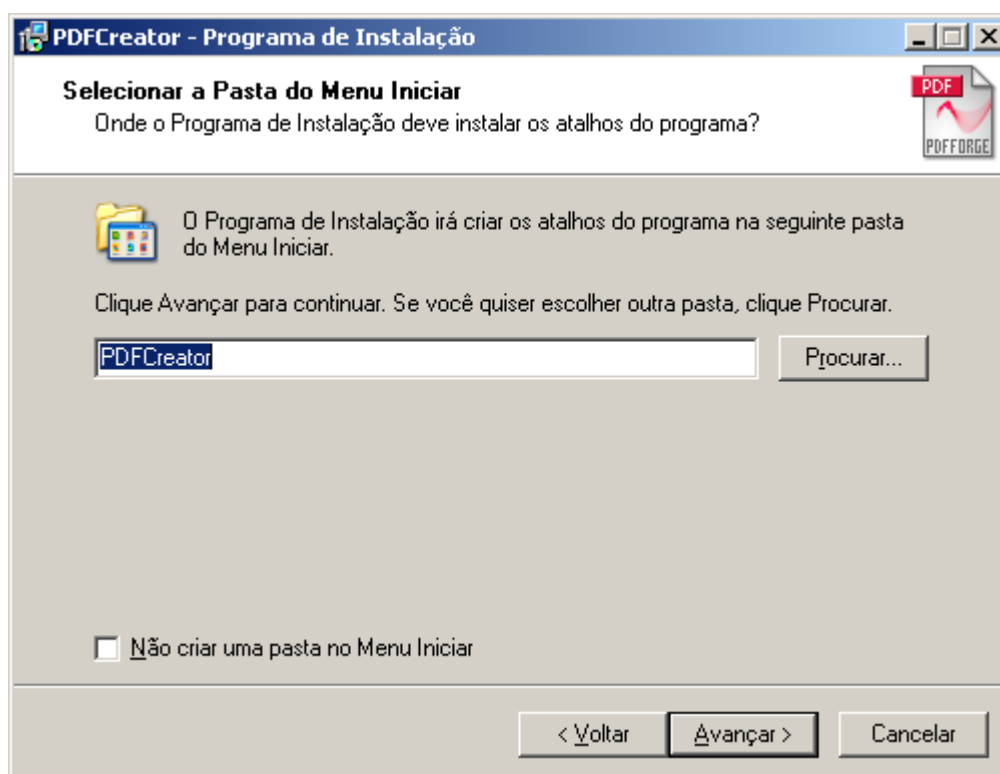 PDFCreator - Programa de Instalação
Selecionar a Pasta do Menu Iniciar
Onde o Programa de Instalação deve instalar os atalhos do programa?
PDF
PDFFORGE
O Programa de Instalação irá criar os atalhos do programa na seguinte pasta
do Menu Iniciar.
Clique Avançar para continuar. Se você quiser escolher outra pasta, clique Procurar.
PDFCreator
Procurar...
Não criar uma pasta no Menu Iniciar
< Voltar
Avançar >
Cancelar